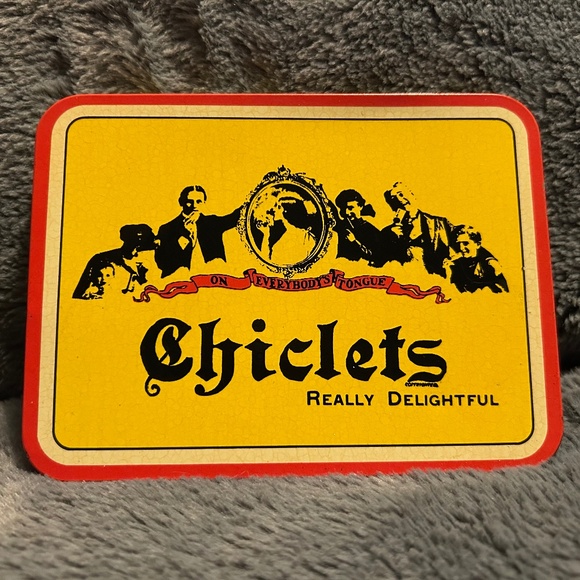 ON EVERYBODY'S TONGUE
Chiclets
REALLY DELIGHTFUL